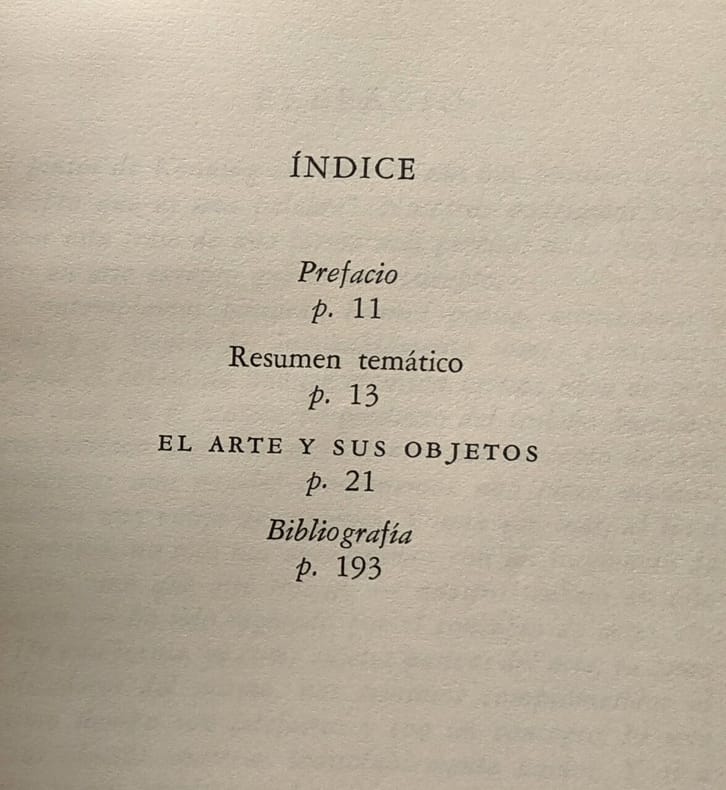 ÍNDICE
Prefacio
p. 11
Resumen temático
p. 13
EL ARTE Y SUS OBJETOS
p. 21
Bibliografía
p. 193